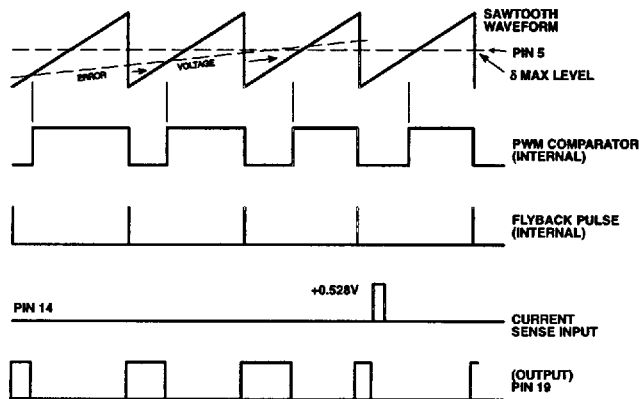 SAWTOOTH
WAVEFORM
PIN 5
δ MAX LEVEL
ERROR
VOLTAGE
PWM COMPARATOR
(INTERNAL)
FLYBACK PULSE
(INTERNAL)
+0.528V
PIN 14
CURRENT
SENSE INPUT
(OUTPUT)
PIN 19